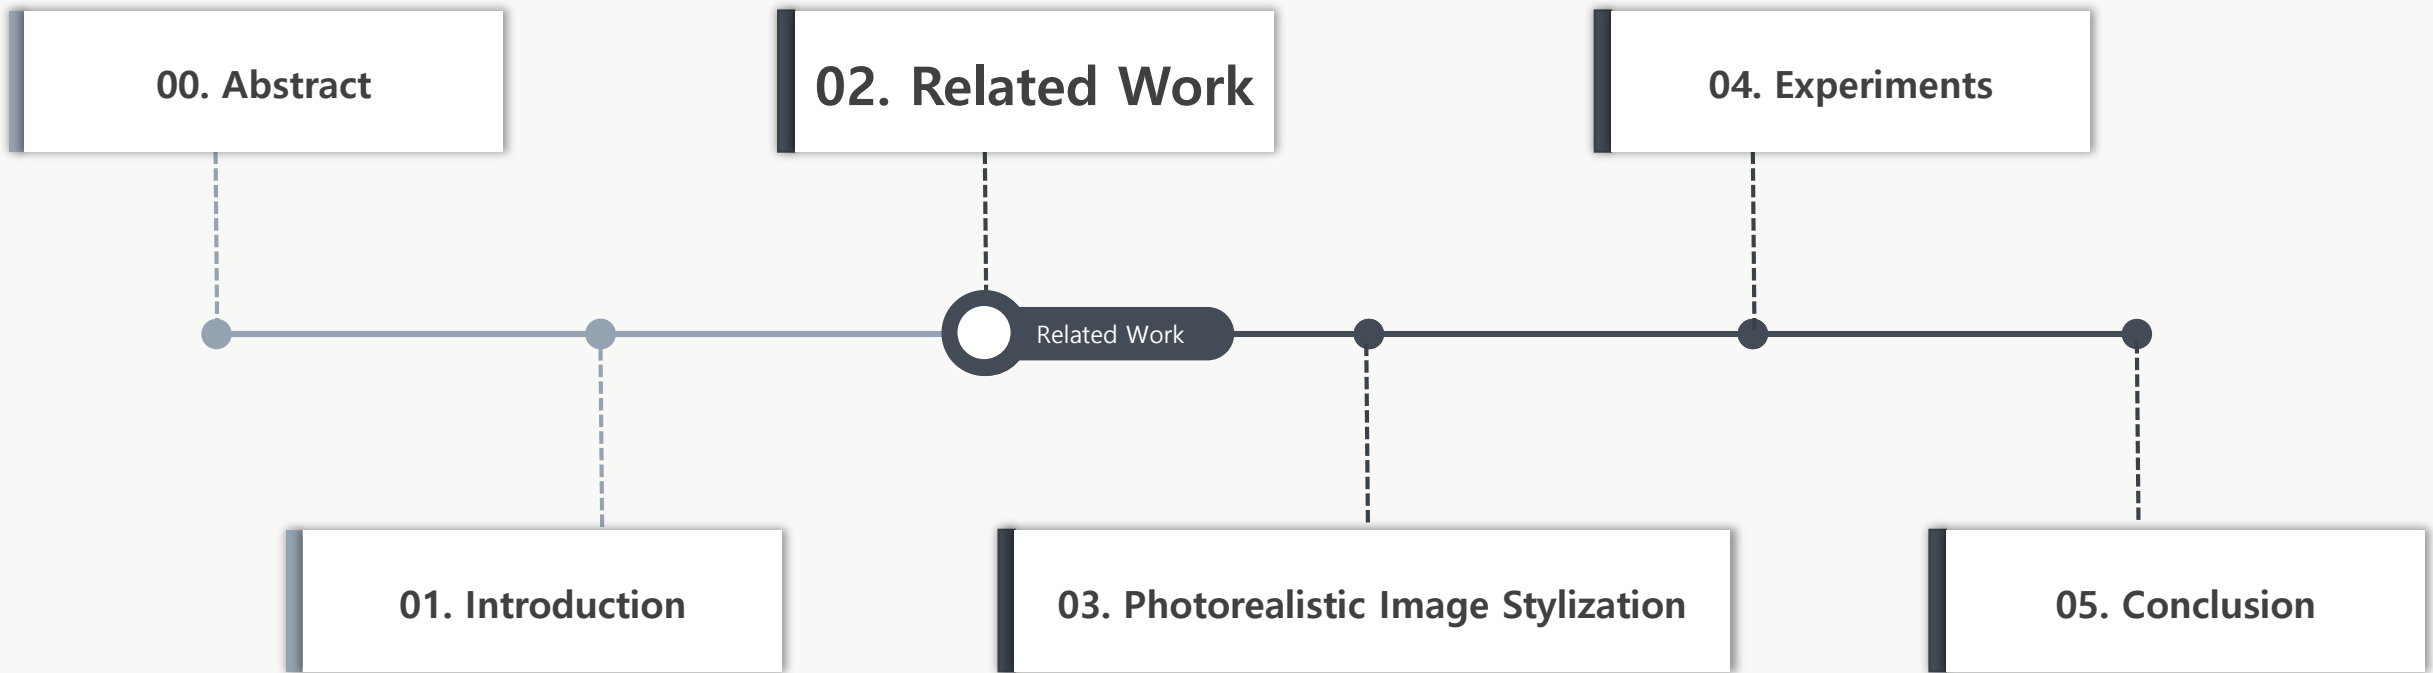 00. Abstract
02. Related Work
04. Experiments
Related Work
01. Introduction
03. Photorealistic Image Stylization
05. Conclusion